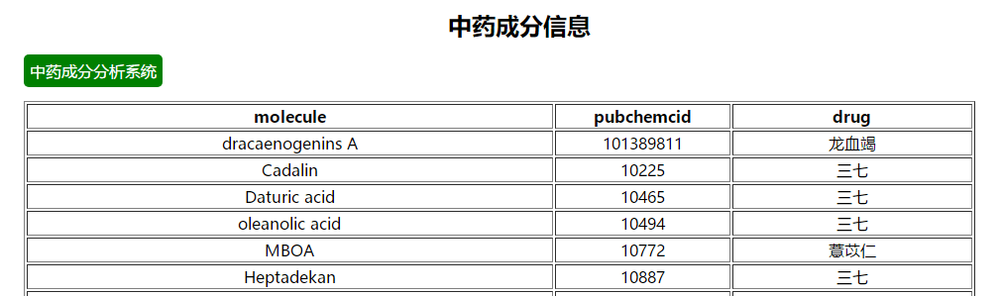 中药成分信息
中药成分分析系统
molecule pubchemcid drug
dracaenogenins A 101389811 龙血竭
Cadalin 10225 三七
Daturic acid 10465 三七
oleanolic acid 10494 三七
MBOA 10772 薏苡仁
Heptadekan 10887 三七